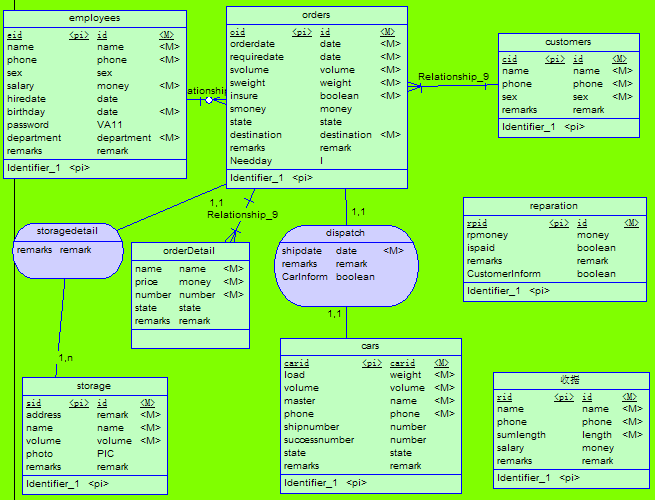 employees
eid <pi> id <M>
name name <M>
phone phone <M>
sex sex
salary money <M>
hiredate date
birthday date <M>
password VA11
department department <M>
remarks remark
Identifier_1 <pi>
orders
oid <pi> id <M>
orderdate date <M>
requiredate date <M>
svolume volume <M>
sweight weight <M>
insure boolean <M>
smoney money
state state
destination destination <M>
remarks remark
Needday I
Identifier_1 <pi>
customers
cid <pi> id <M>
name name <M>
phone phone <M>
sex sex <M>
remarks remark
Identifier_1 <pi>
elationship
Relationship_9
1,1
Relationship_9
1,1
storagedetail
remarks remark
orderDetail
name name <M>
price money <M>
number number <M>
state state
remarks remark
dispatch
shipdate date <M>
remarks remark
CarInform boolean
1,1
reparation
rpid <pi> id <M>
rpmoney money
ispaid boolean
remarks remark
CustomerInform boolean
Identifier_1 <pi>
1,n
storage
sid <pi> id <M>
address remark <M>
name name <M>
volume volume <M>
photo PIC
remarks remark
Identifier_1 <pi>
cars
carid <pi> carid <M>
load weight <M>
volume volume <M>
master name <M>
phone phone <M>
shipnumber number
successnumber number
state state
remarks remark
Identifier_1 <pi>
收据
rid <pi> id <M>
name name <M>
phone phone <M>
sumlength length <M>
salary money
remarks remark
Identifier_1 <pi>